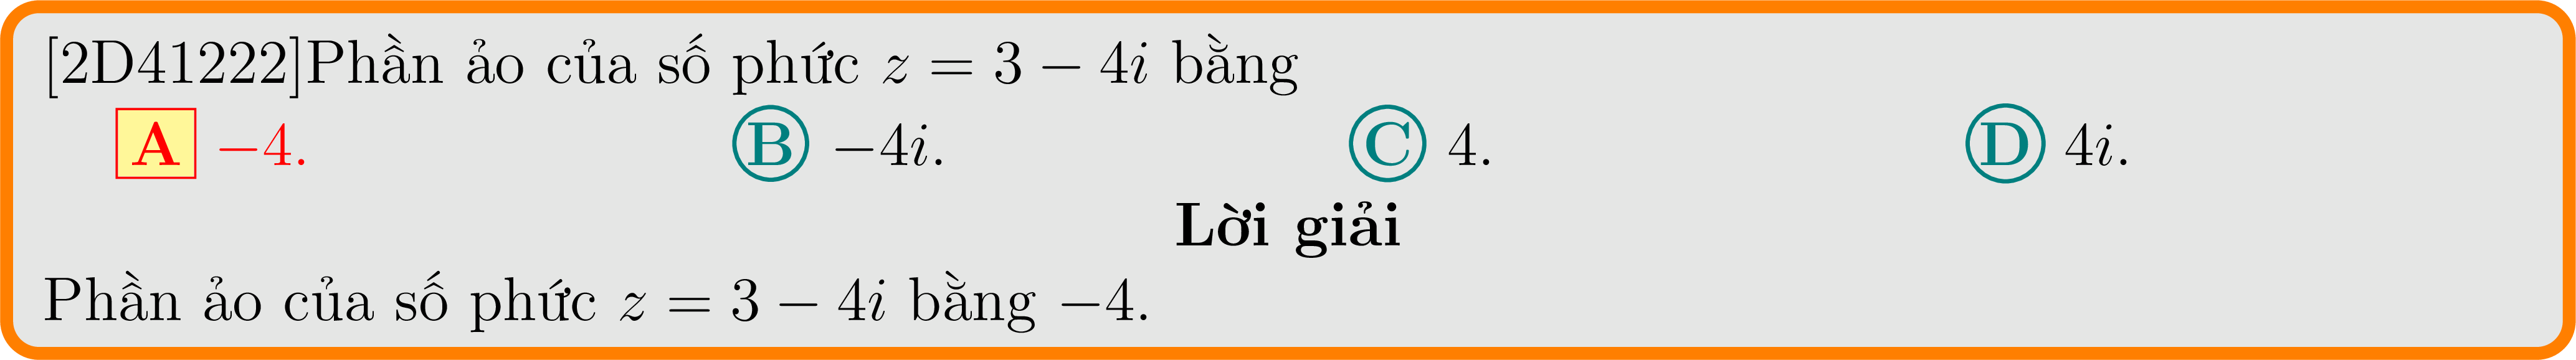 [2D41222]Phần ảo của số phức z = 3 − 4i bằng
A −4. B −4i. C 4. D 4i.
Lời giải
Phần ảo của số phức z = 3 − 4i bằng −4.